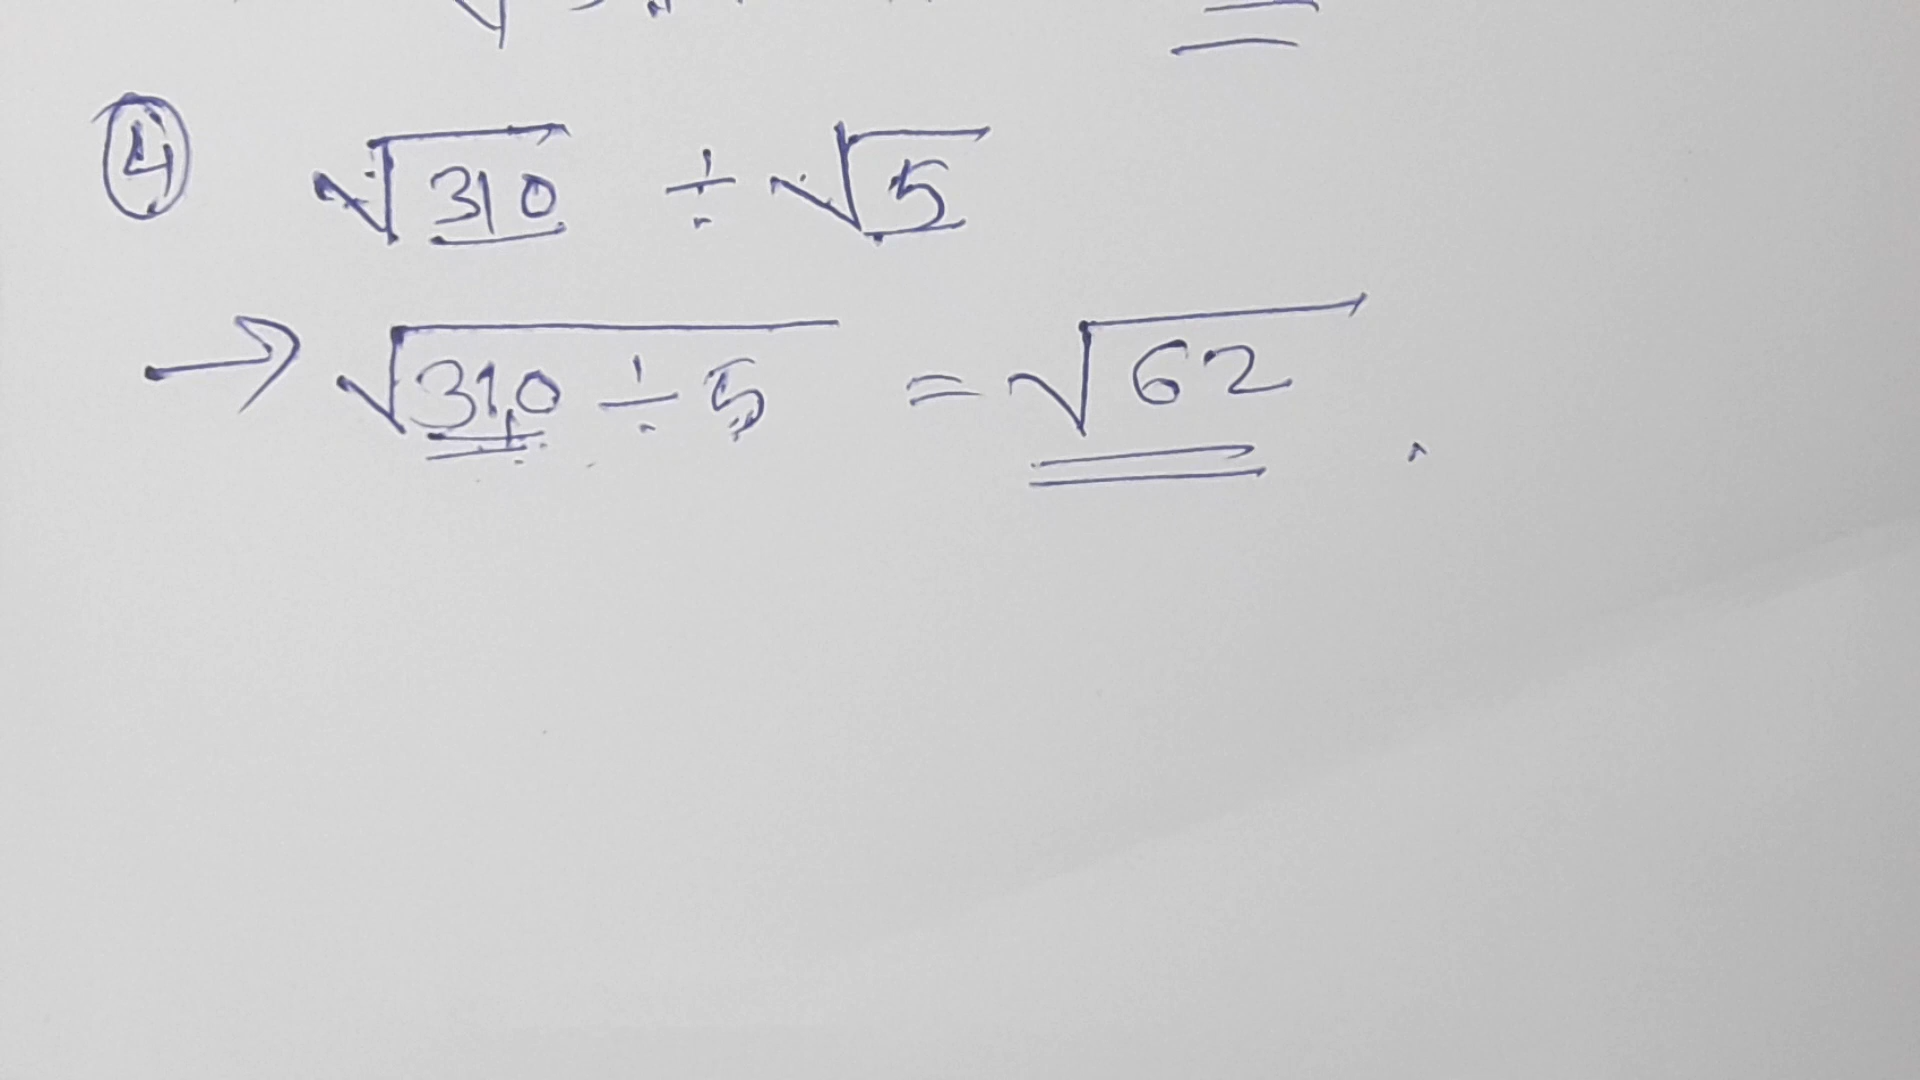 ④ √310 ÷ √5
→ √310 ÷ 5 = √62